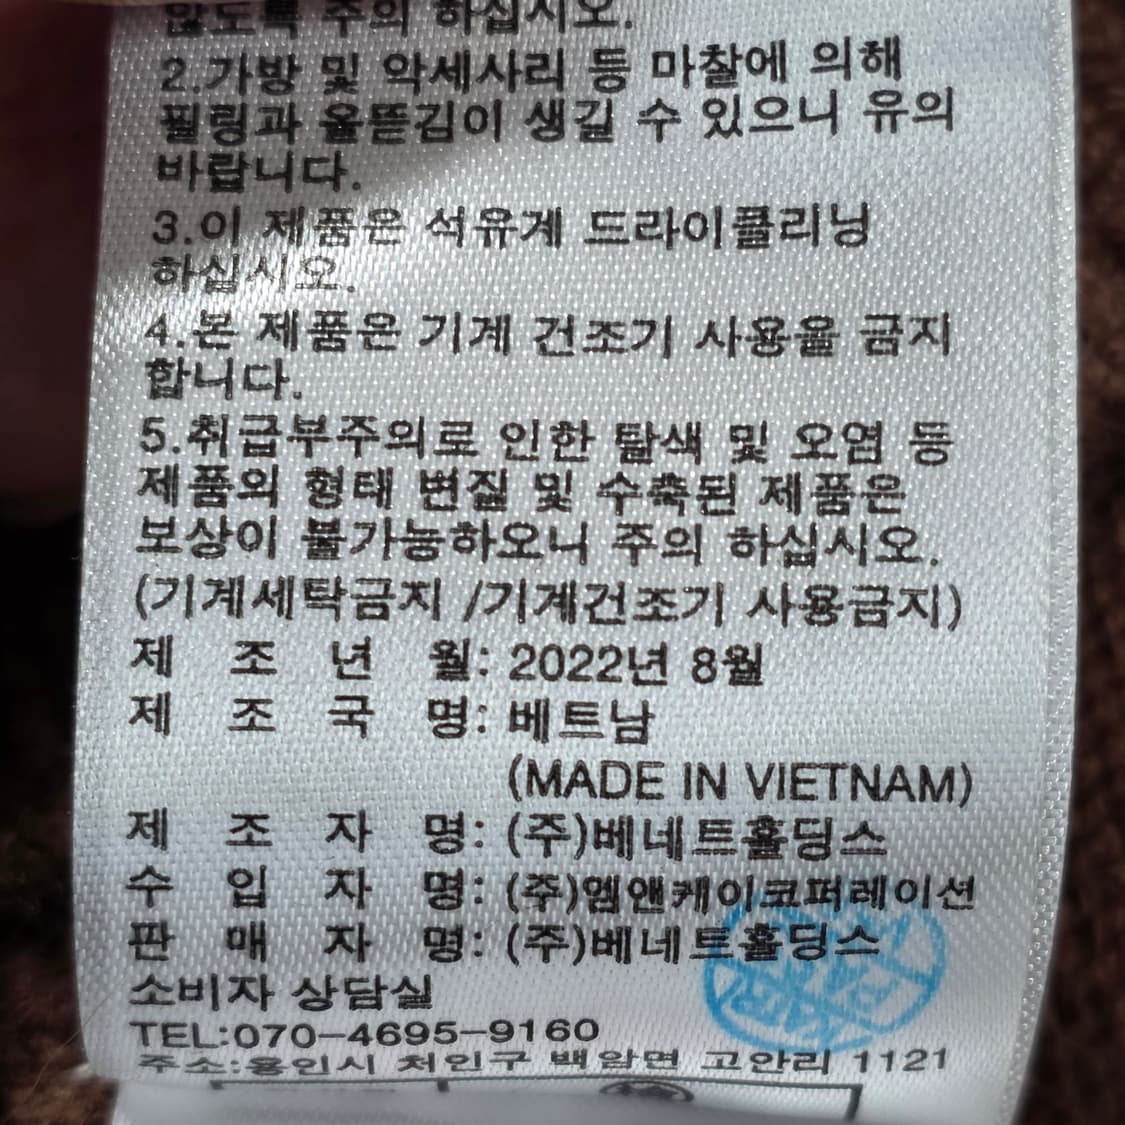 않도록 주의 하십시오.
2.가방 및 악세사리 등 마찰에 의해
필링과 올뜯김이 생길 수 있으니 유의
바랍니다.
3.이 제품은 석유계 드라이클리닝
하십시오.
4.본 제품은 기계 건조기 사용을 금지
합니다.
5.취급부주의로 인한 탈색 및 오염 등
제품의 형태 변질 및 수축된 제품은
보상이 불가능하오니 주의 하십시오.
(기계세탁금지 /기계건조기 사용금지)
제 조 년 월: 2022년 8월
제 조 국 명: 베트남
(MADE IN VIETNAM)
제 조 자 명: (주)베네트홀딩스
수 입 자 명: (주)엠앤케이코퍼레이션
판 매 자 명: (주)베네트홀딩스
소비자 상담실
TEL:070-4695-9160
주소:용인시 처인구 백암면 고안리 1121